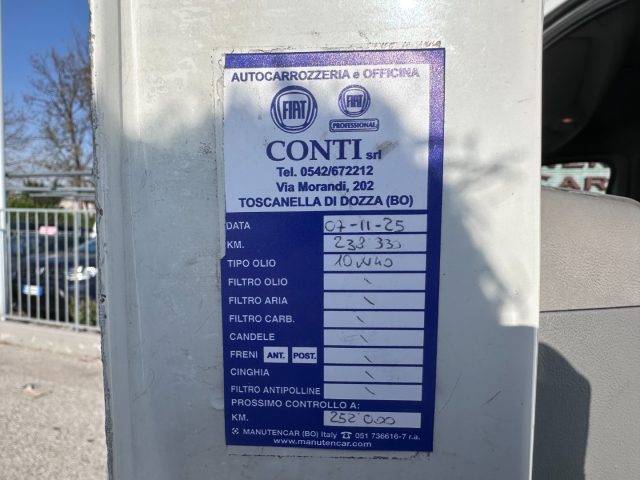 AUTOCARROZZERIA e OFFICINA
FIAT FIAT
PROFESSIONAL
CONTI srl
Tel. 0542/672212
Via Morandi, 202
TOSCANELLA DI DOZZA (BO)
DATA 07-11-25
KM. 238 330
TIPO OLIO 10W40
FILTRO OLIO \
FILTRO ARIA \
FILTRO CARB. \
CANDELE \
FRENI ANT. POST. \
CINGHIA \
FILTRO ANTIPOLLINE \
PROSSIMO CONTROLLO A:
KM. 252 000
MANUTENCAR (BO) Italy ☎ 051 736616-7 r.a.
www.manutencar.com